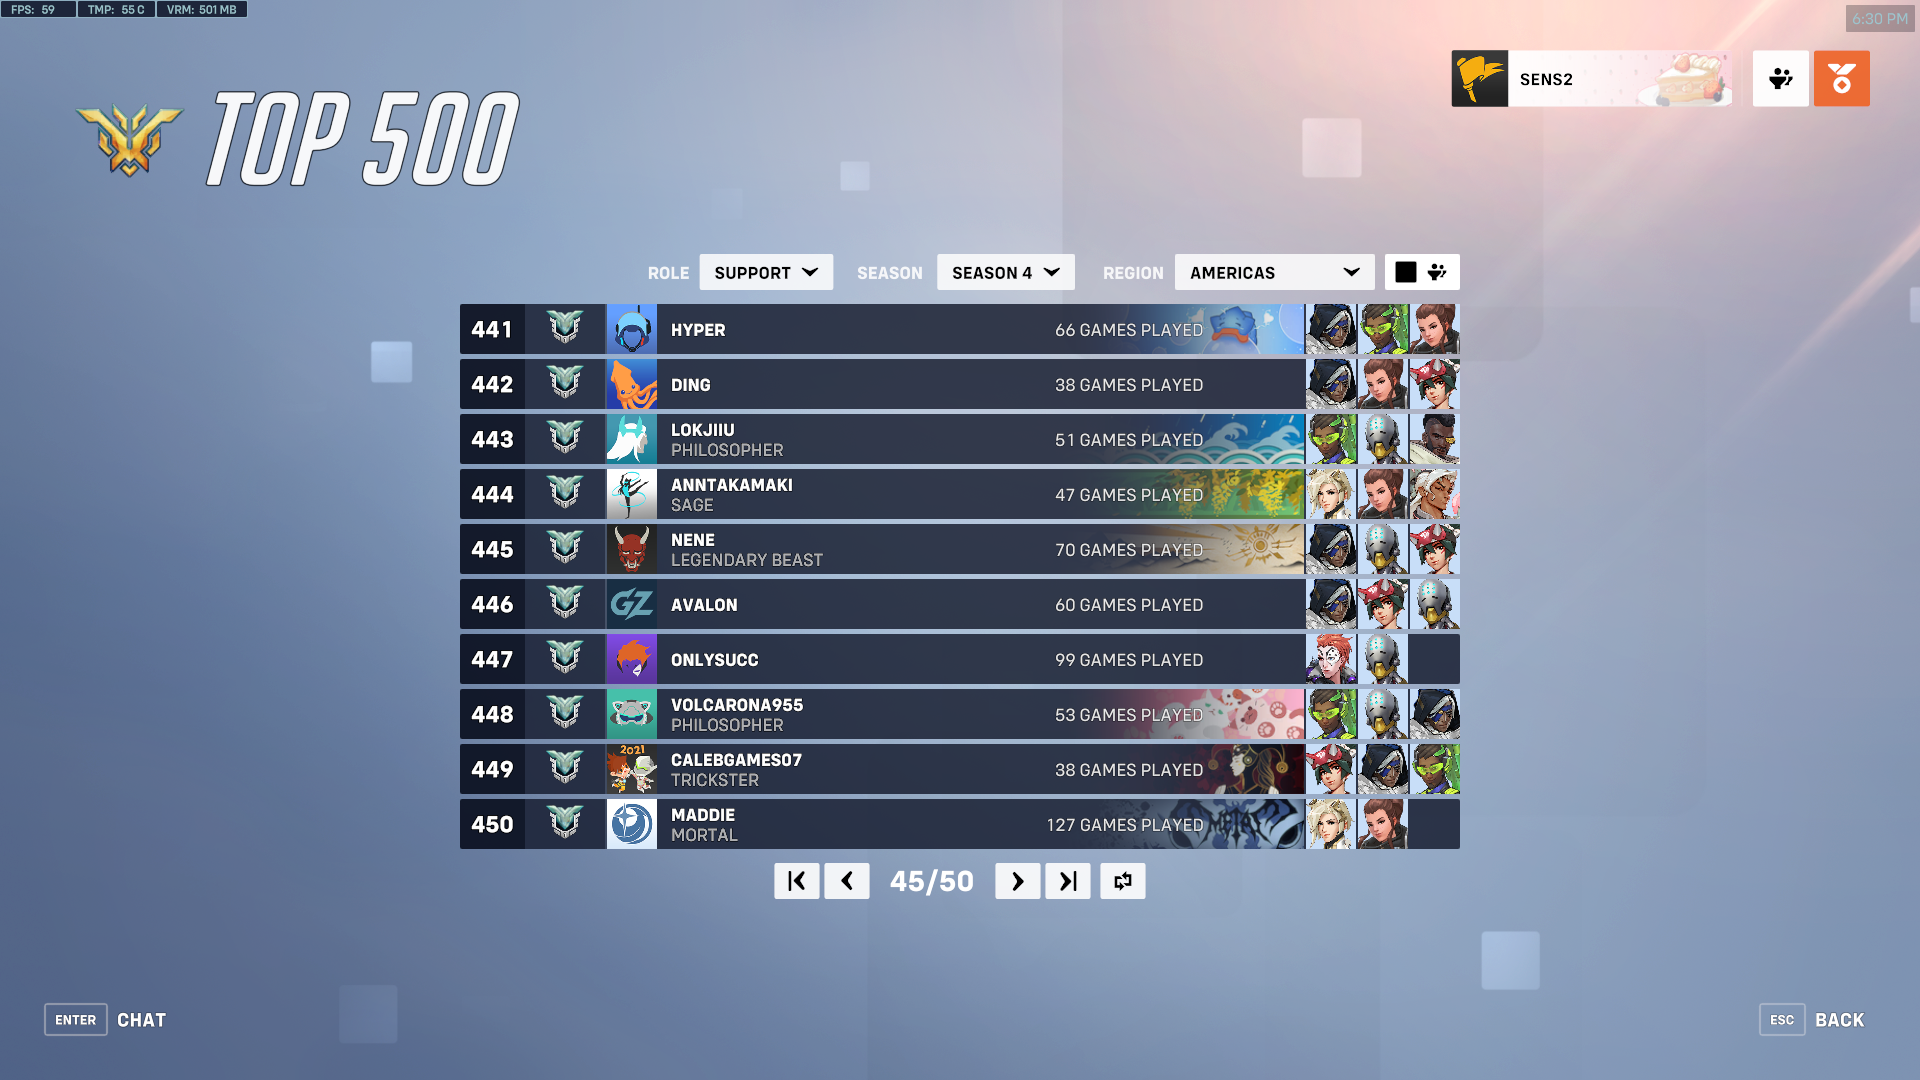 FPS: 59 TMP: 55 C VRM: 501 MB
6:30 PM
SENS2
TOP 500
ROLE SUPPORT SEASON SEASON 4 REGION AMERICAS
441 HYPER 66 GAMES PLAYED
442 DING 38 GAMES PLAYED
443 LOKJIIU 51 GAMES PLAYED
PHILOSOPHER
444 ANNTAKAMAKI 47 GAMES PLAYED
SAGE
445 NENE 70 GAMES PLAYED
LEGENDARY BEAST
446 GZ AVALON 60 GAMES PLAYED
447 ONLYSUCC 99 GAMES PLAYED
448 VOLCARONA955 53 GAMES PLAYED
PHILOSOPHER
449 2021 CALEBGAMES07 38 GAMES PLAYED
TRICKSTER
450 MADDIE 127 GAMES PLAYED
MORTAL
45/50
ENTER CHAT
ESC BACK